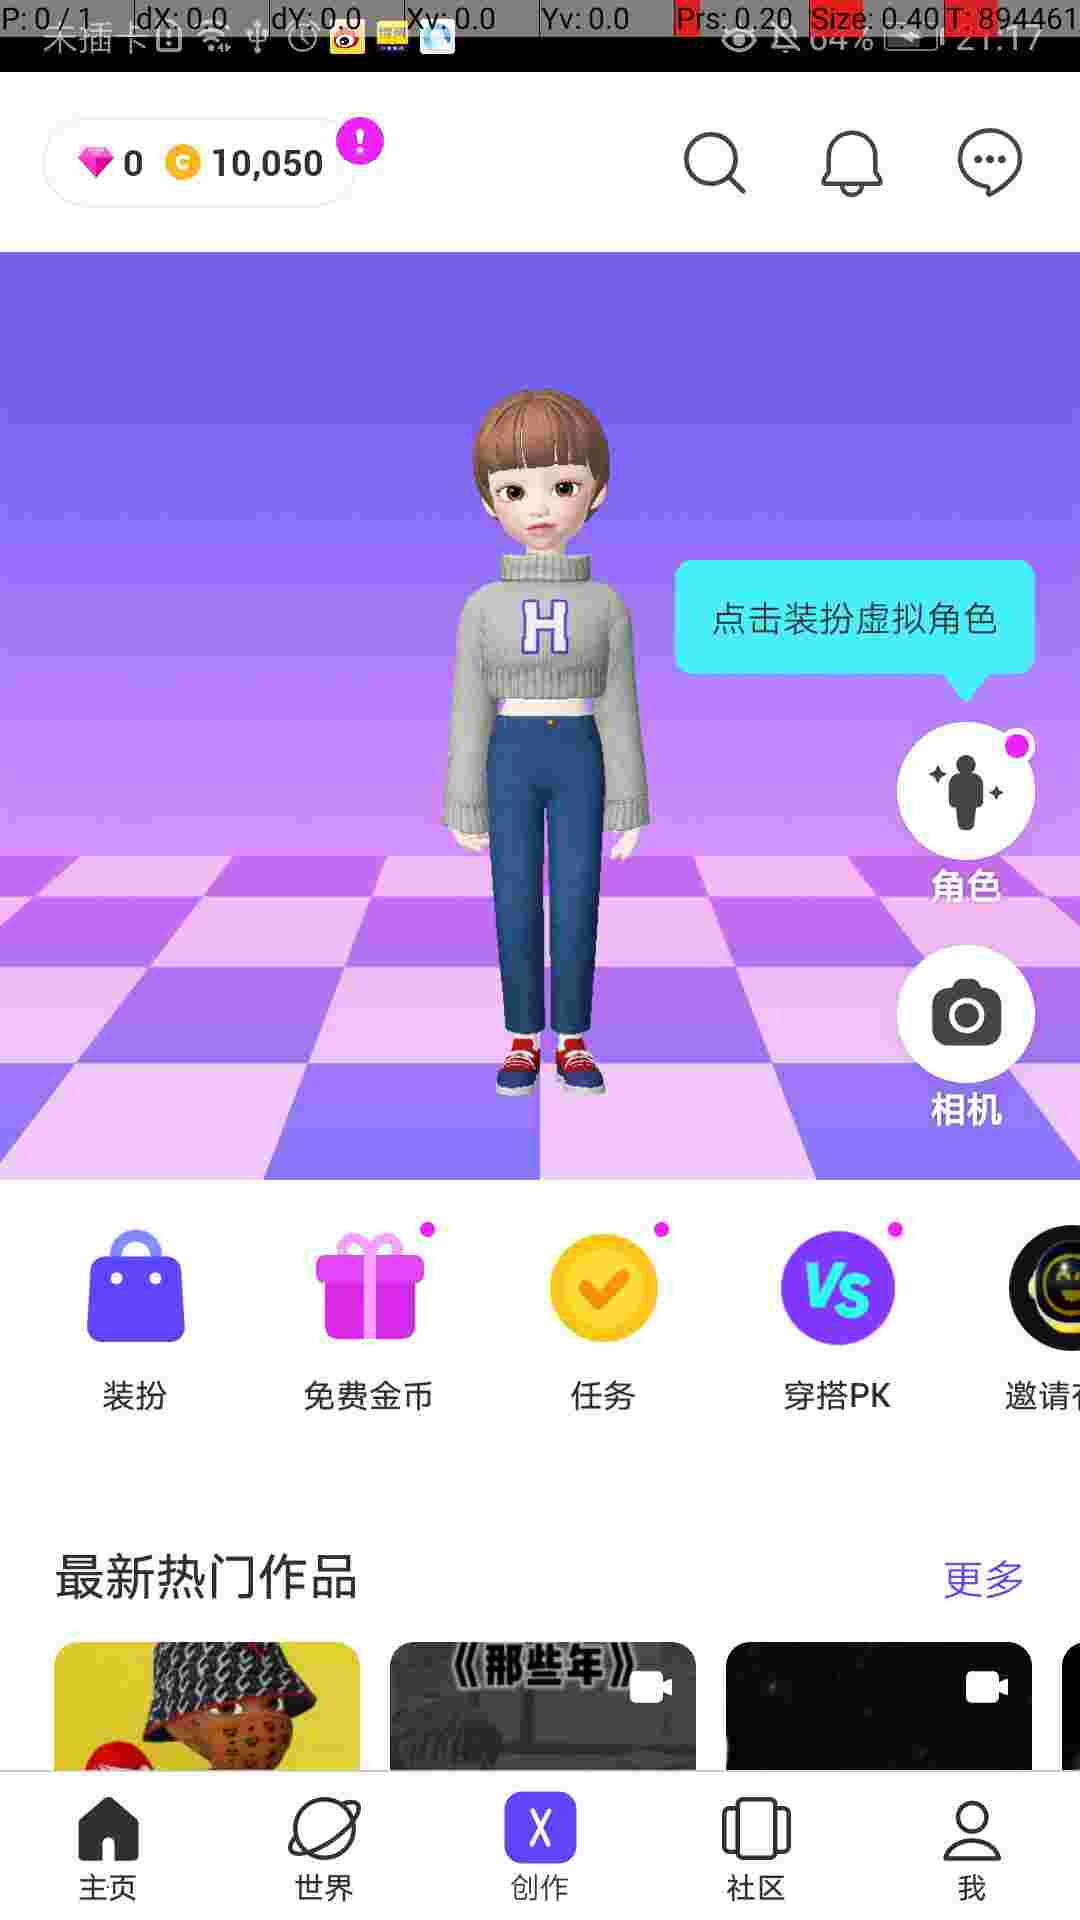 P: 0 / 1 dX: 0.0 dY: 0.0 Xv: 0.0 Yv: 0.0 Prs: 0.20 Size: 0.40 T: 894461
未插卡 64% 21:17
0 C 10,050
H
点击装扮虚拟角色
角色
相机
VS
装扮 免费金币 任务 穿搭PK 邀请
最新热门作品 更多
《那些年》
主页 世界 创作 社区 我